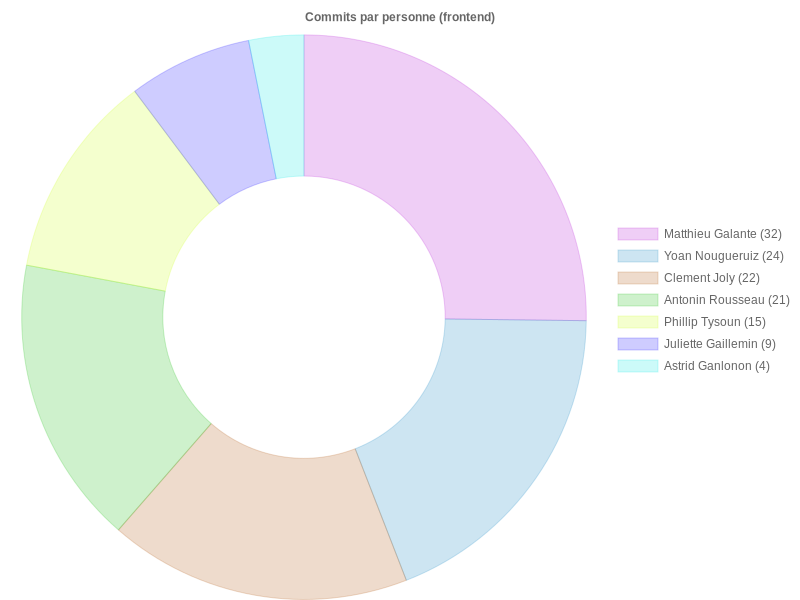 Commits par personne (frontend)
Matthieu Galante (32)
Yoan Nougueruiz (24)
Clement Joly (22)
Antonin Rousseau (21)
Phillip Tysoun (15)
Juliette Gaillemin (9)
Astrid Ganlonon (4)